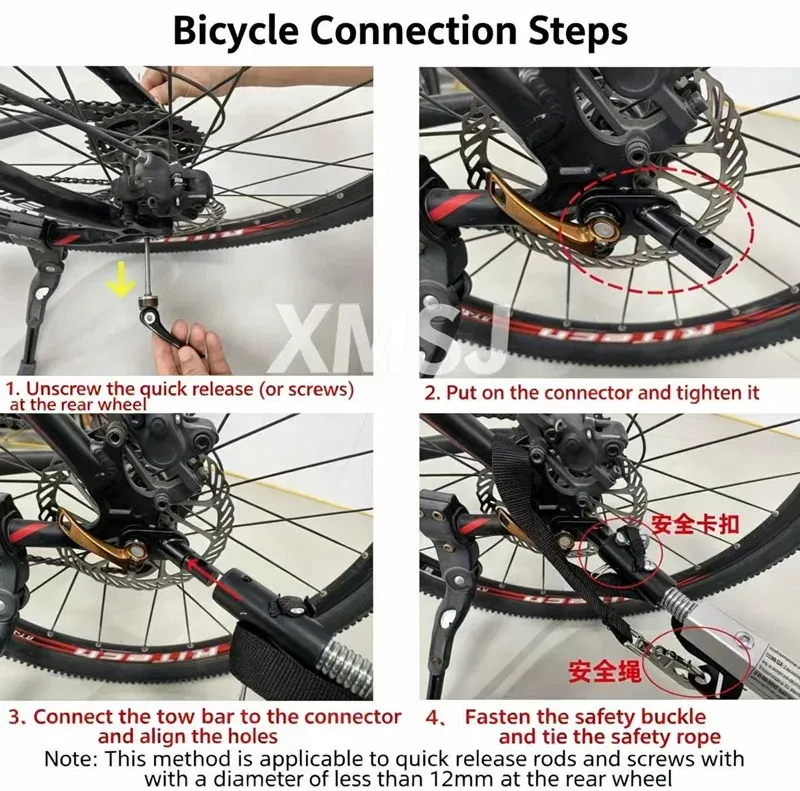 Bicycle Connection Steps
XMSJ
1. Unscrew the quick release (or screws)
at the rear wheel
2. Put on the connector and tighten it
安全卡扣
安全绳
3. Connect the tow bar to the connector
and align the holes
4、 Fasten the safety buckle
and tie the safety rope
Note: This method is applicable to quick release rods and screws with
with a diameter of less than 12mm at the rear wheel